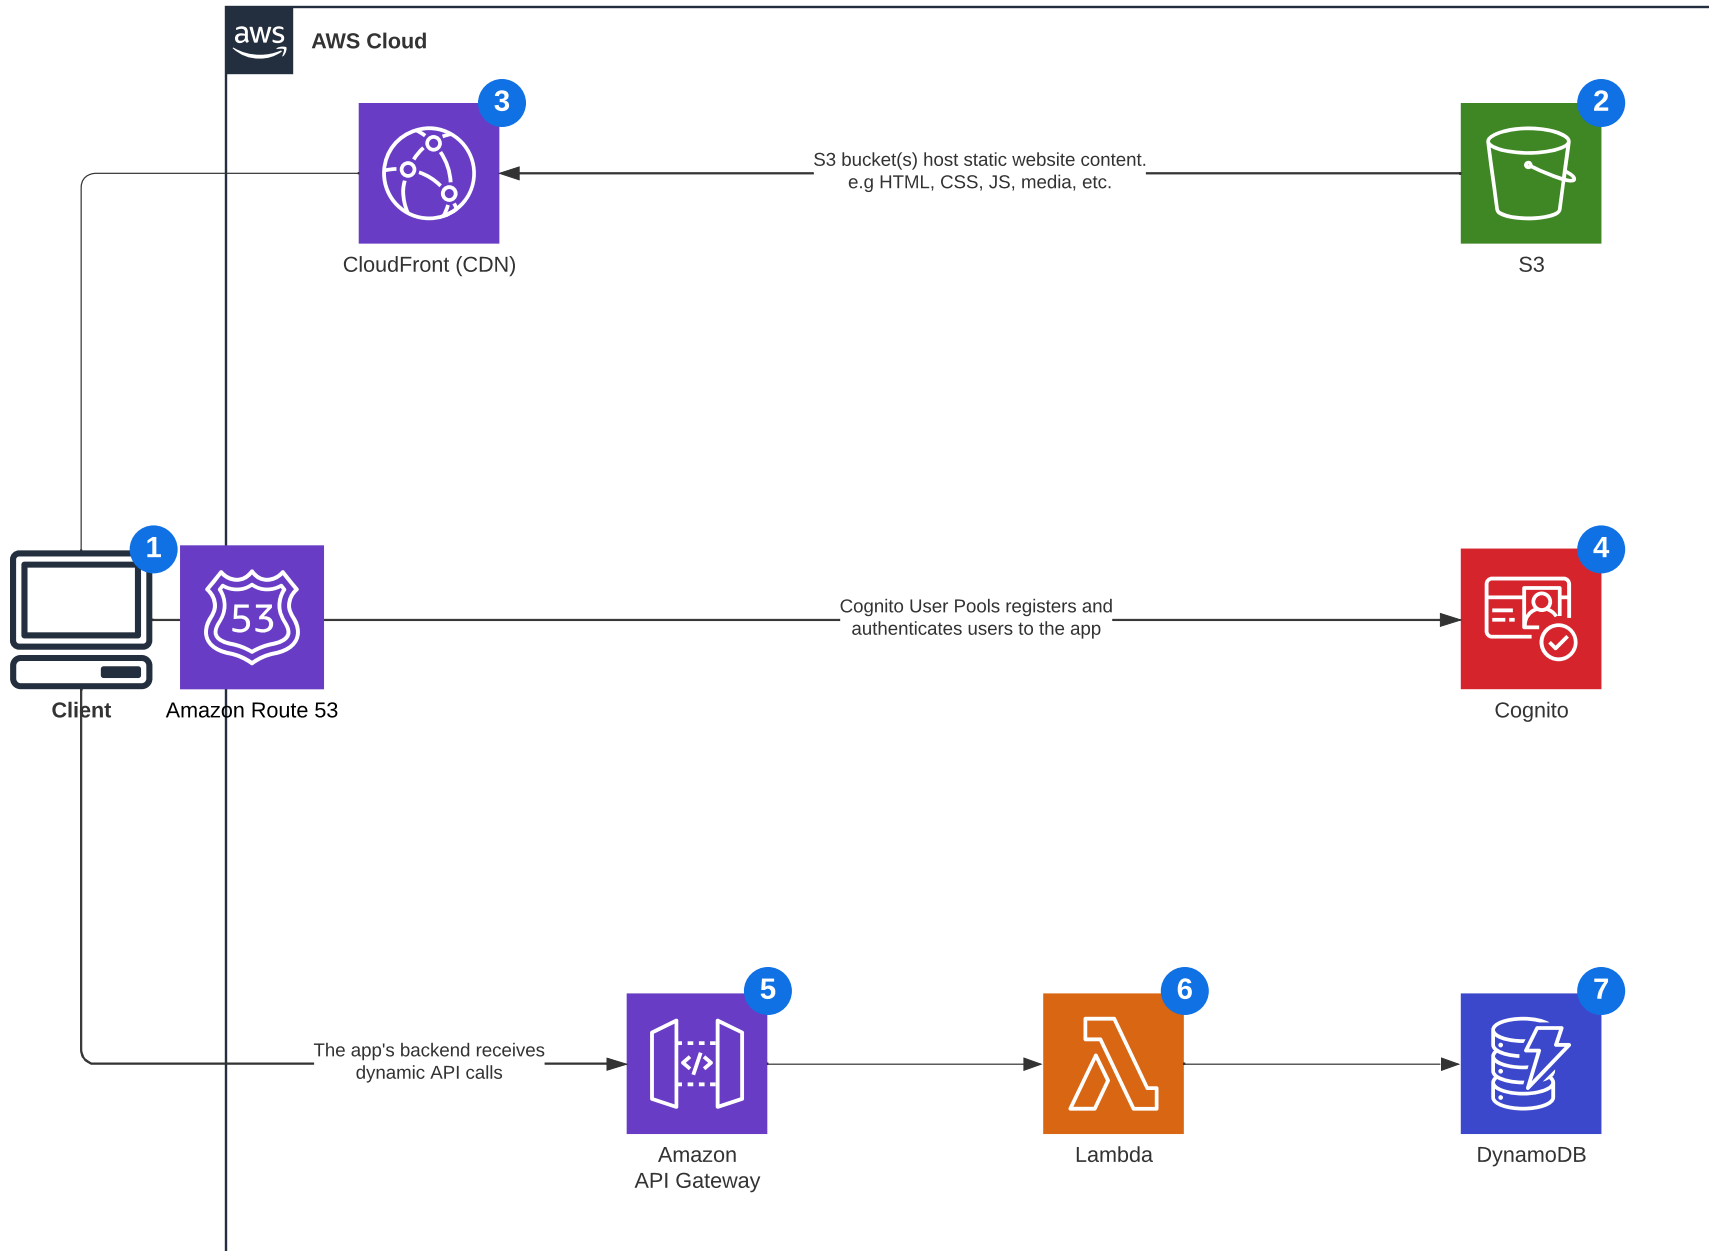 aws
AWS Cloud
3
2
S3 bucket(s) host static website content.
e.g HTML, CSS, JS, media, etc.
CloudFront (CDN)
S3
1
4
53
Cognito User Pools registers and
authenticates users to the app
Client
Amazon Route 53
Cognito
5
6
7
The app's backend receives
dynamic API calls
</>
Amazon
API Gateway
Lambda
DynamoDB